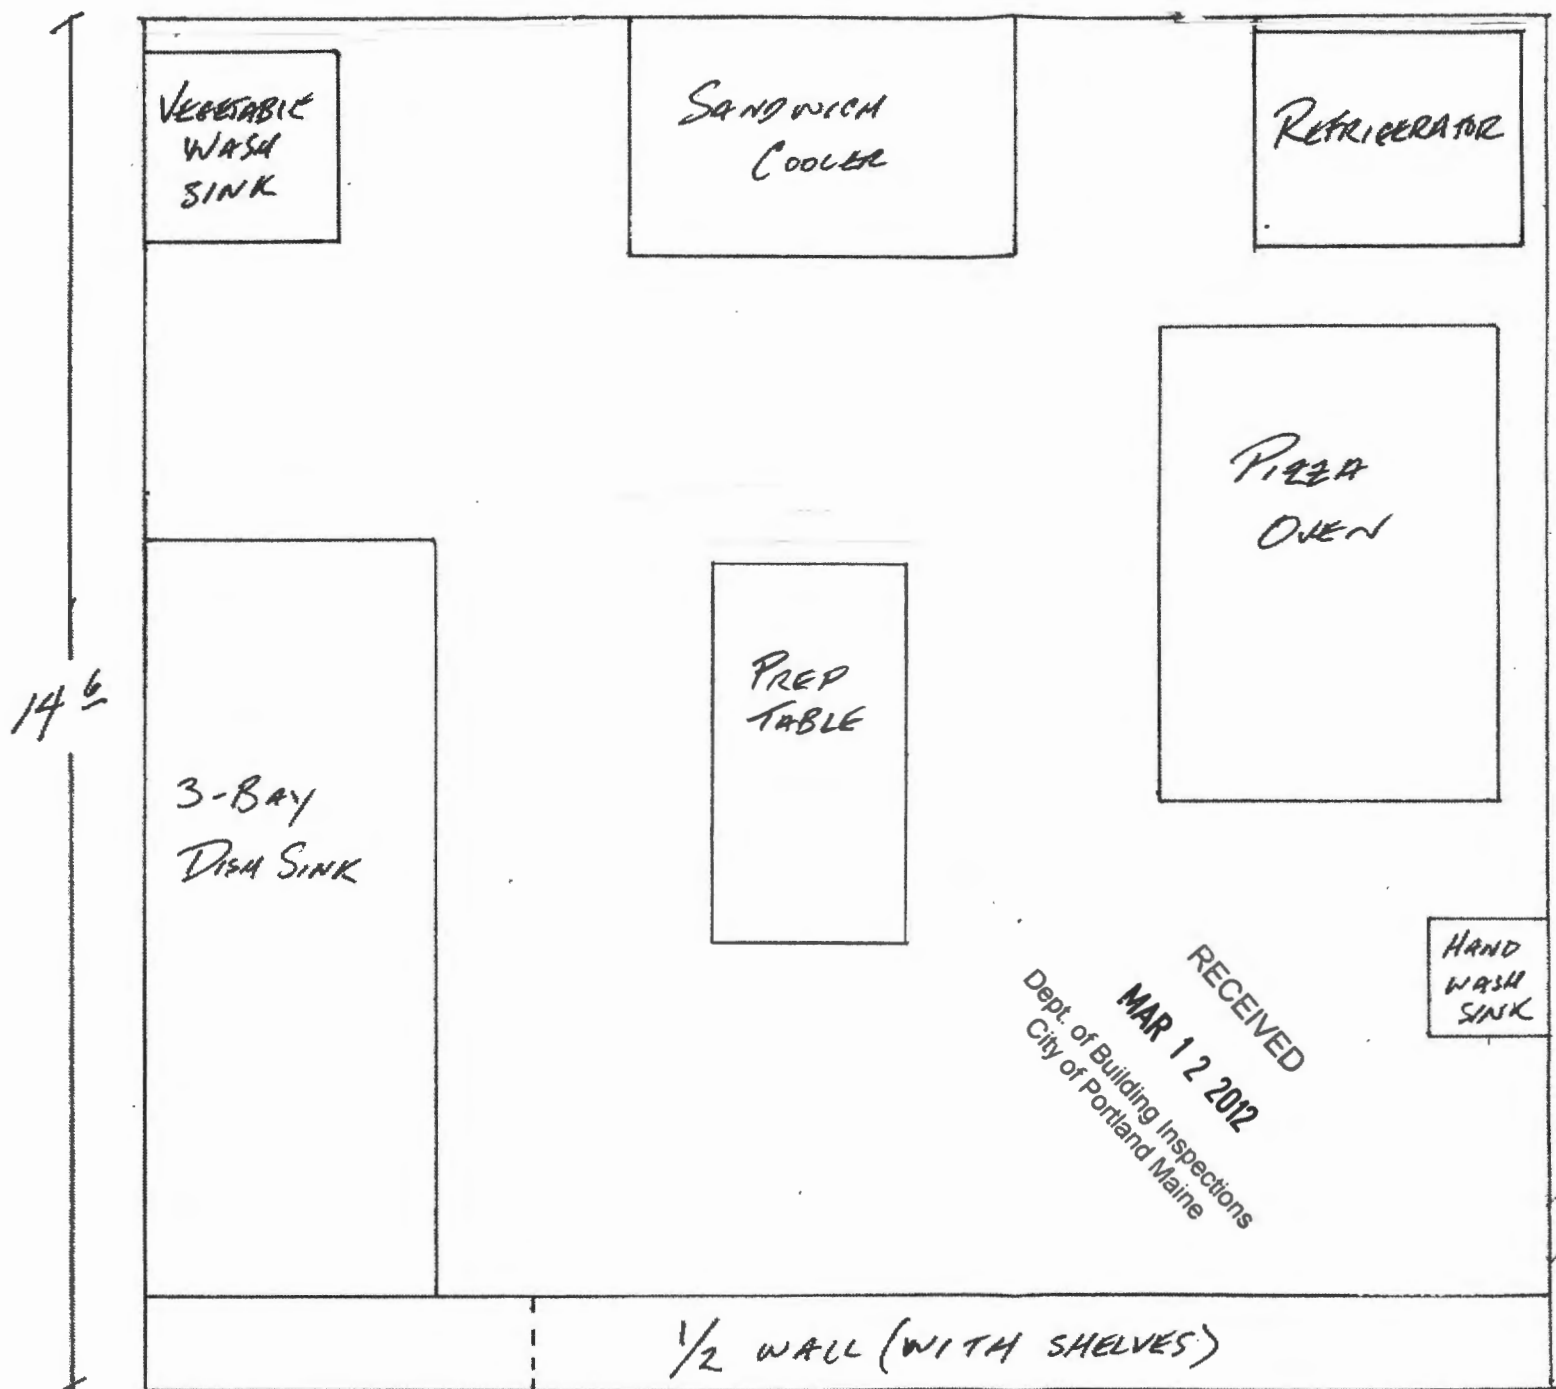 VEGETABLE
WASH
SINK
SANDWICH
COOLER
REFRIGERATOR
PIZZA
OVEN
PREP
TABLE
14 6
3-BAY
DISH SINK
HAND
WASH
SINK
RECEIVED
MAR 12 2012
Dept. of Building Inspections
City of Portland Maine
1/2 WALL (WITH SHELVES)